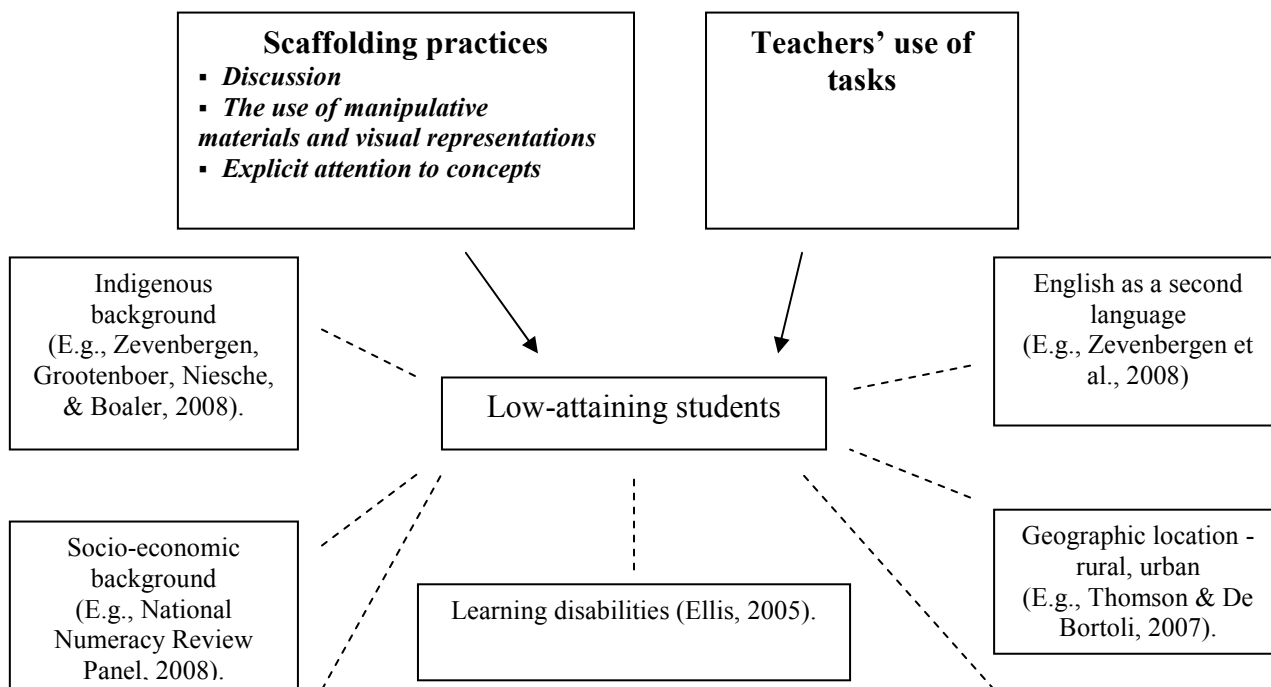 Scaffolding practices
▪ Discussion
▪ The use of manipulative
materials and visual representations
▪ Explicit attention to concepts
Teachers’ use of
tasks
Indigenous
background
(E.g., Zevenbergen,
Grootenboer, Niesche,
& Boaler, 2008).
English as a second
language
(E.g., Zevenbergen et
al., 2008)
Low-attaining students
Socio-economic
background
(E.g., National
Numeracy Review
Panel, 2008).
Learning disabilities (Ellis, 2005).
Geographic location -
rural, urban
(E.g., Thomson & De
Bortoli, 2007).